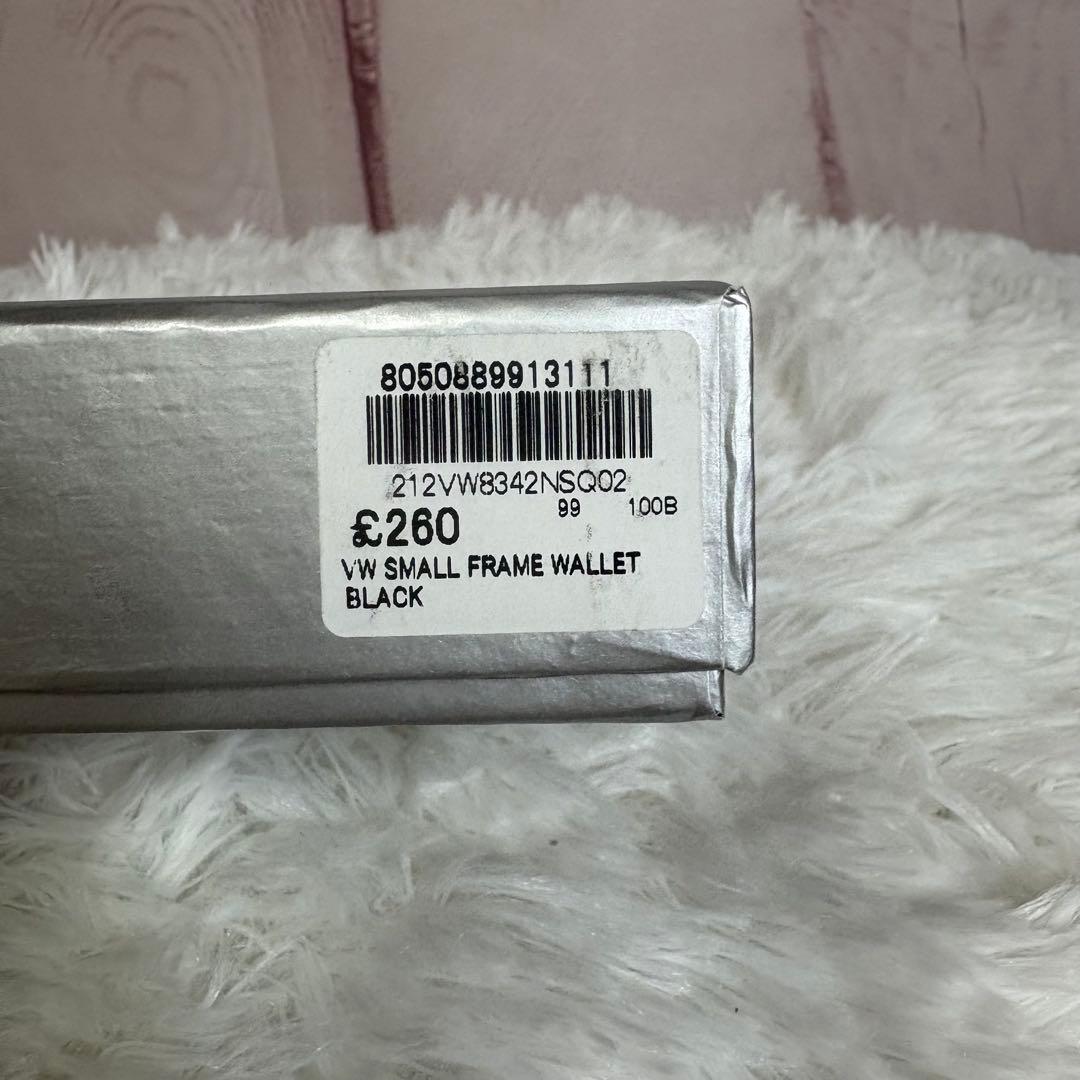 8050889913111
212VW8342NSQ02
99 100B
£260
VW SMALL FRAME WALLET
BLACK